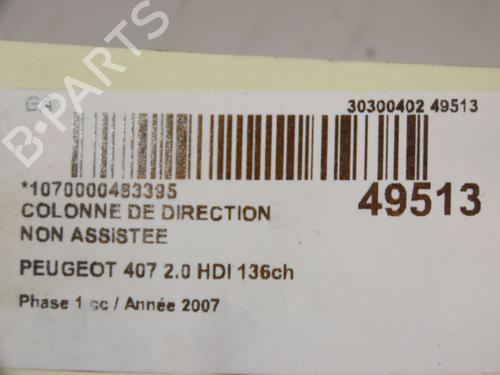 GA 30300402 49513
*1070000483395
49513
COLONNE DE DIRECTION
NON ASSISTEE
PEUGEOT 407 2.0 HDI 136ch
Phase 1 cc / Année 2007
B-PARTS